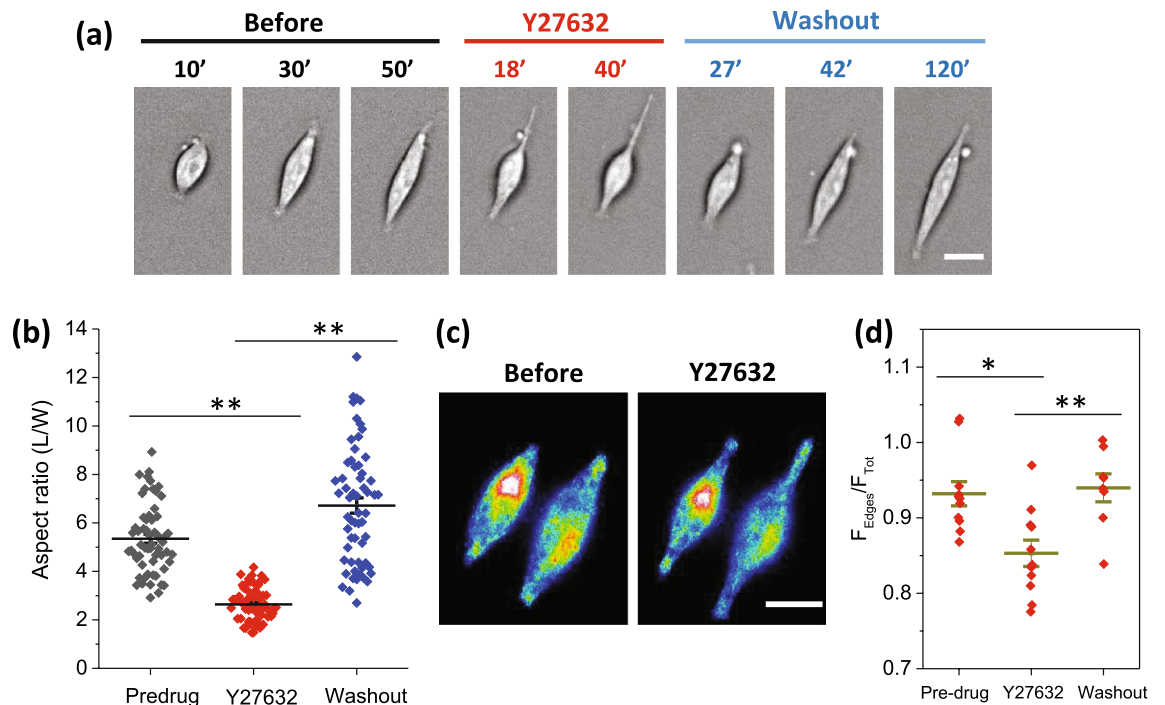 (a)
Before Y27632 Washout
10’ 30’ 50’ 18’ 40’ 27’ 42’ 120’
(b)
Aspect ratio (L/W)
14
12
10
8
6
4
2
0
**
**
Predrug Y27632 Washout
(c)
Before Y27632
(d)
F_Edges/F_Tot
1.1
1.0
0.9
0.8
0.7
*
**
Pre-drug Y27632 Washout